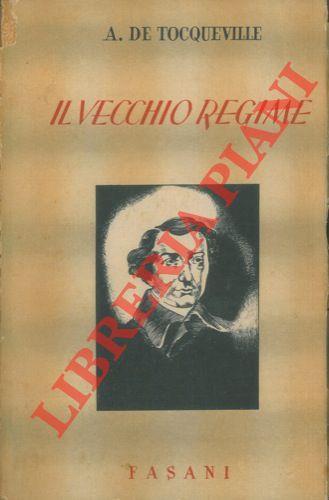 A. DE TOCQUEVILLE
IL VECCHIO REGIME
LIBRERIA PIANI
FASANI